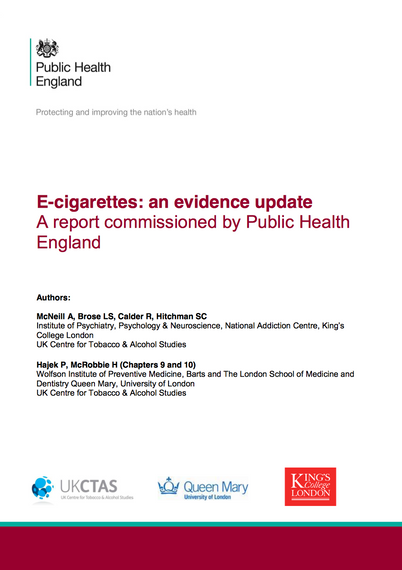 Public Health
England
Protecting and improving the nation's health
E-cigarettes: an evidence update
A report commissioned by Public Health
England
Authors:
McNeill A, Brose LS, Calder R, Hitchman SC
Institute of Psychiatry, Psychology & Neuroscience, National Addiction Centre, King's
College London
UK Centre for Tobacco & Alcohol Studies
Hajek P, McRobbie H (Chapters 9 and 10)
Wolfson Institute of Preventive Medicine, Barts and The London School of Medicine and
Dentistry Queen Mary, University of London
UK Centre for Tobacco & Alcohol Studies
UKCTAS
UK Centre for Tobacco & Alcohol Studies
Queen Mary
University of London
KING'S
College
LONDON